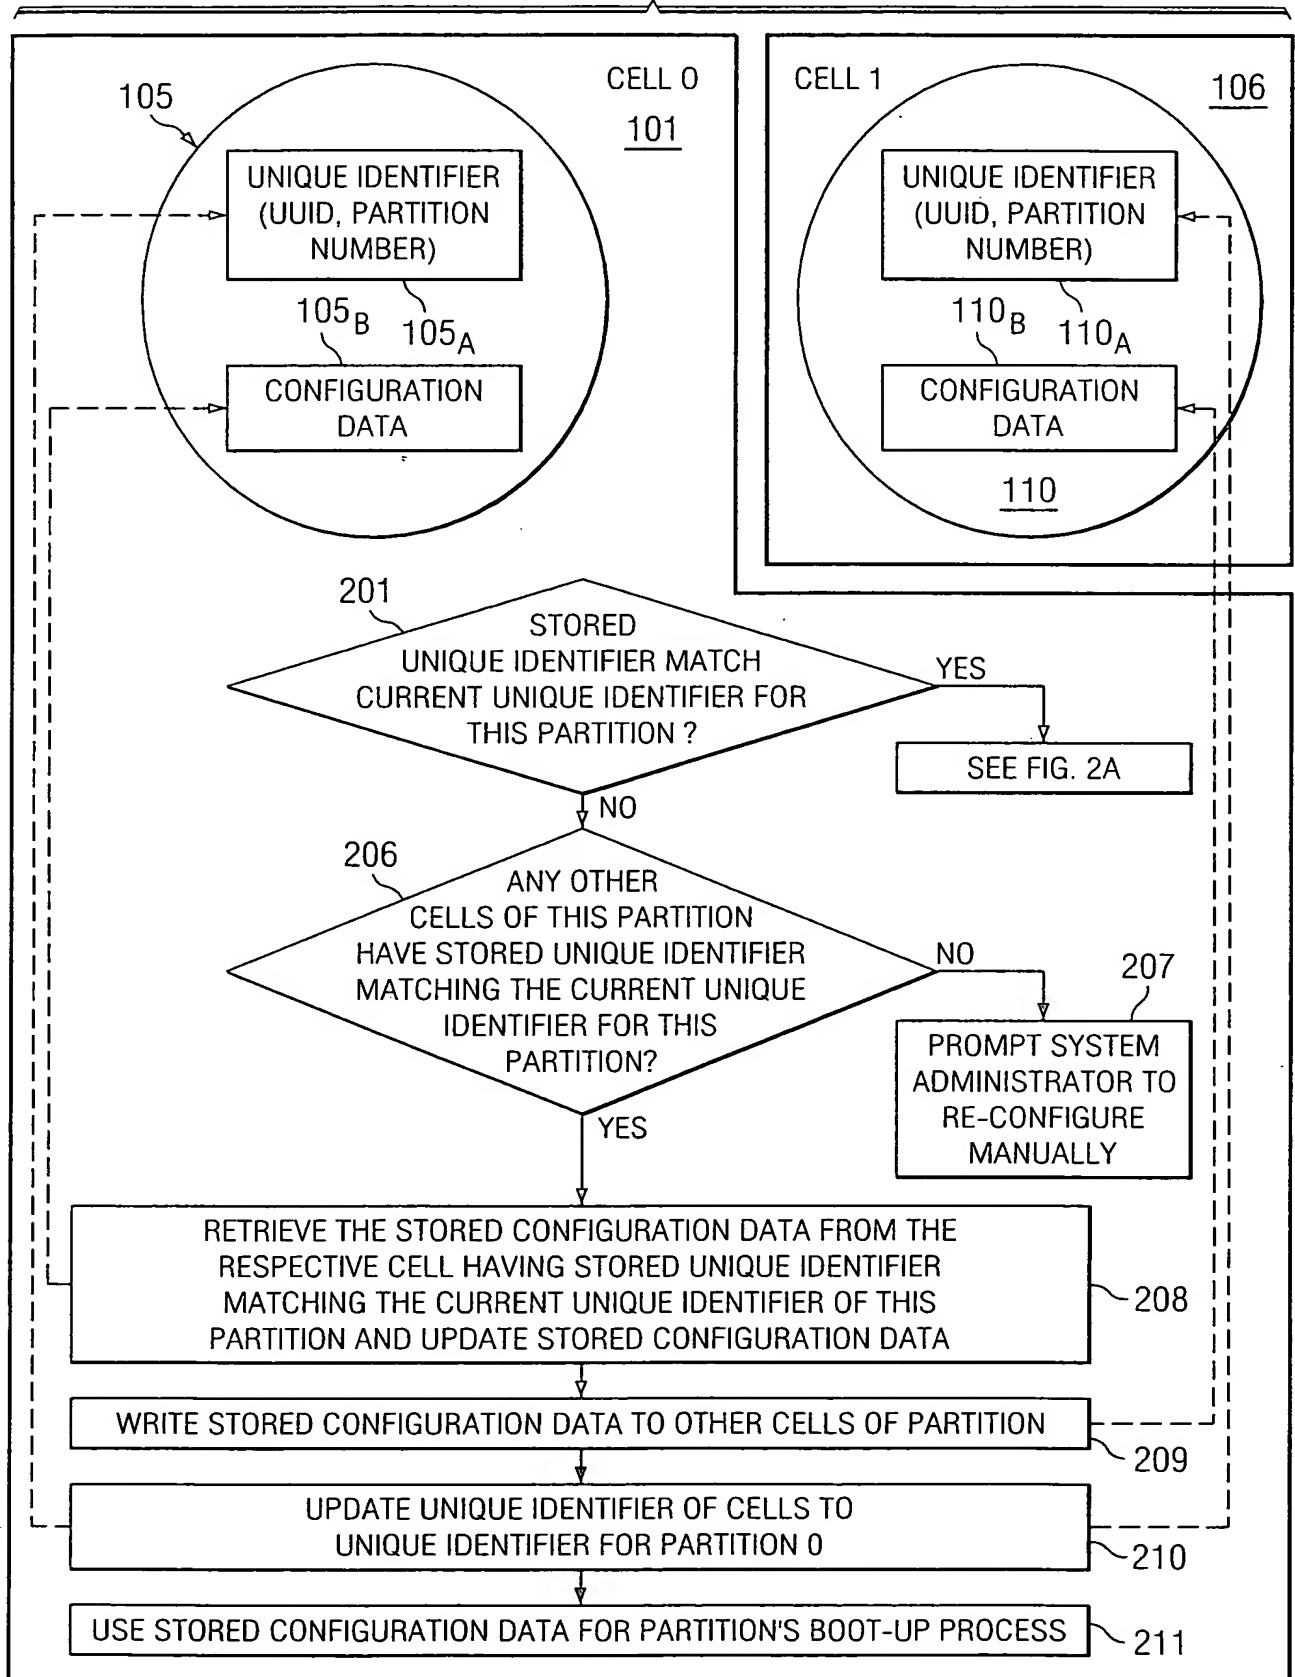 CELL 0
101
105
UNIQUE IDENTIFIER
(UUID, PARTITION
NUMBER)
105B
105A
CONFIGURATION
DATA
CELL 1
106
UNIQUE IDENTIFIER
(UUID, PARTITION
NUMBER)
110B
110A
CONFIGURATION
DATA
110
201
STORED
UNIQUE IDENTIFIER MATCH
CURRENT UNIQUE IDENTIFIER FOR
THIS PARTITION ?
YES
SEE FIG. 2A
NO
206
ANY OTHER
CELLS OF THIS PARTITION
HAVE STORED UNIQUE IDENTIFIER
MATCHING THE CURRENT UNIQUE
IDENTIFIER FOR THIS
PARTITION?
NO
207
PROMPT SYSTEM
ADMINISTRATOR TO
RE-CONFIGURE
MANUALLY
YES
RETRIEVE THE STORED CONFIGURATION DATA FROM THE
RESPECTIVE CELL HAVING STORED UNIQUE IDENTIFIER
MATCHING THE CURRENT UNIQUE IDENTIFIER OF THIS
PARTITION AND UPDATE STORED CONFIGURATION DATA
208
WRITE STORED CONFIGURATION DATA TO OTHER CELLS OF PARTITION
209
UPDATE UNIQUE IDENTIFIER OF CELLS TO
UNIQUE IDENTIFIER FOR PARTITION 0
210
USE STORED CONFIGURATION DATA FOR PARTITION'S BOOT-UP PROCESS
211